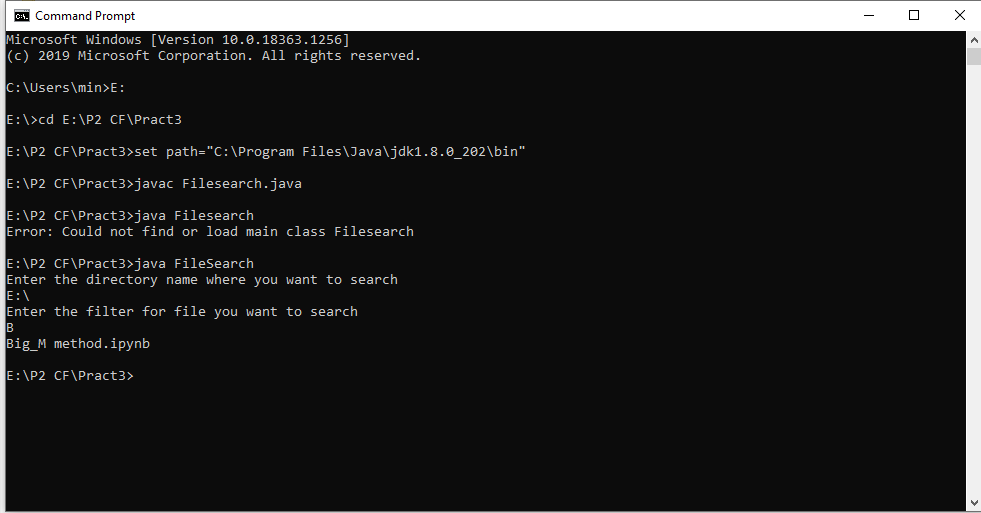 Command Prompt
Microsoft Windows [Version 10.0.18363.1256]
(c) 2019 Microsoft Corporation. All rights reserved.
C:\Users\min>E:
E:\>cd E:\P2 CF\Pract3
E:\P2 CF\Pract3>set path="C:\Program Files\Java\jdk1.8.0_202\bin"
E:\P2 CF\Pract3>javac Filesearch.java
E:\P2 CF\Pract3>java Filesearch
Error: Could not find or load main class Filesearch
E:\P2 CF\Pract3>java FileSearch
Enter the directory name where you want to search
E:\
Enter the filter for file you want to search
B
Big_M method.ipynb
E:\P2 CF\Pract3>